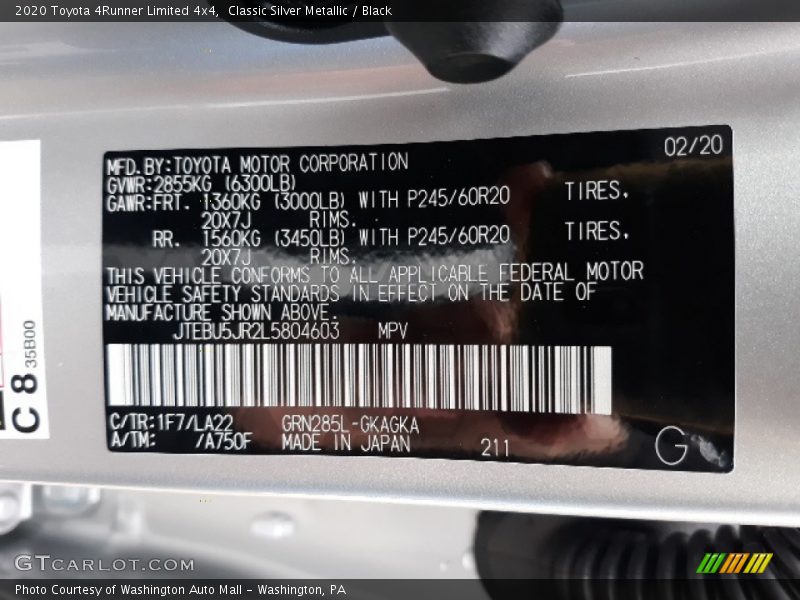 2020 Toyota 4Runner Limited 4x4,  Classic Silver Metallic / Black
02/20
MFD.BY:TOYOTA MOTOR CORPORATION
GVWR:2855KG (6300LB)
GAWR:FRT. 1360KG (3000LB) WITH P245/60R20 TIRES.
20X7J RIMS.
RR. 1560KG (3450LB) WITH P245/60R20 TIRES.
20X7J RIMS.
THIS VEHICLE CONFORMS TO ALL APPLICABLE FEDERAL MOTOR
VEHICLE SAFETY STANDARDS IN EFFECT ON THE DATE OF
MANUFACTURE SHOWN ABOVE.
JTEBU5JR2L5804603 MPV
C/TR:1F7/LA22 GRN285L-GKAGKA
A/TM: /A750F MADE IN JAPAN 211
G
C8
35B00
GTCARLOT.COM
Photo Courtesy of Washington Auto Mall - Washington, PA